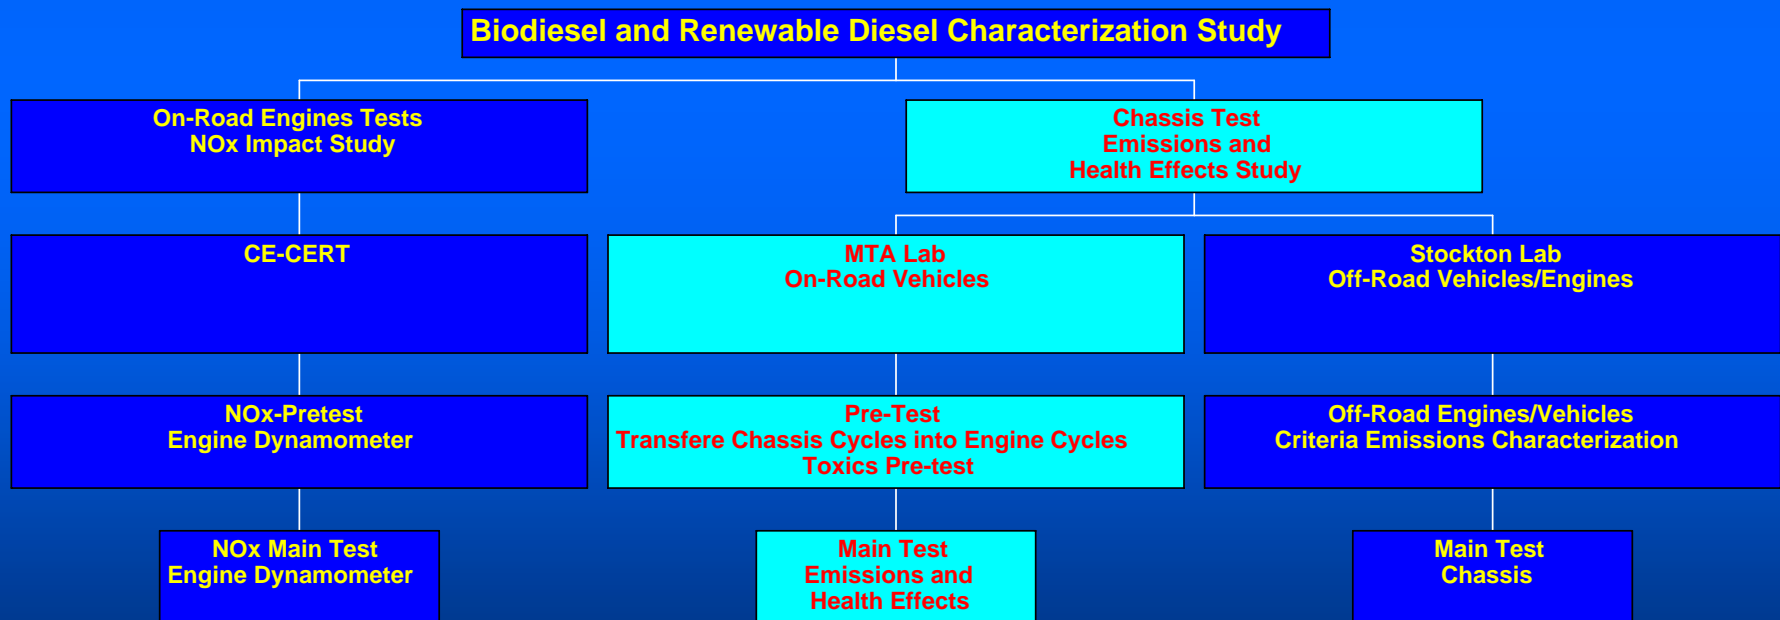 Biodiesel and Renewable Diesel Characterization Study
On-Road Engines Tests
NOx Impact Study
Chassis Test
Emissions and
Health Effects Study
CE-CERT
MTA Lab
On-Road Vehicles
Stockton Lab
Off-Road Vehicles/Engines
NOx-Pretest
Engine Dynamometer
Pre-Test
Transfere Chassis Cycles into Engine Cycles
Toxics Pre-test
Off-Road Engines/Vehicles
Criteria Emissions Characterization
NOx Main Test
Engine Dynamometer
Main Test
Emissions and
Health Effects
Main Test
Chassis